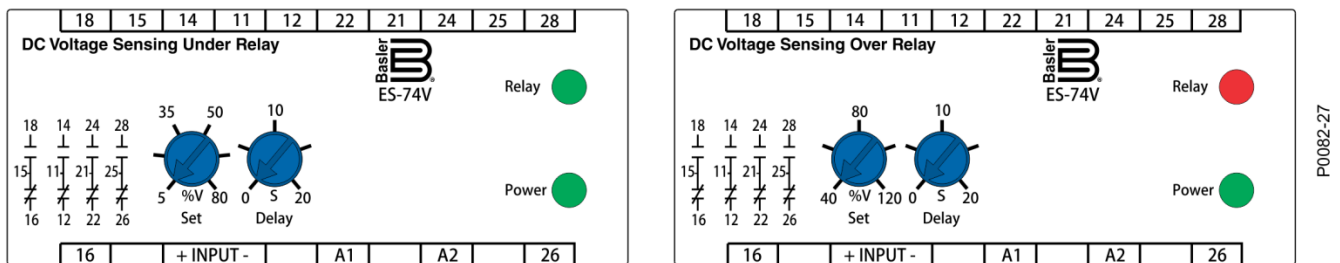 18 15 14 11 12 22 21 24 25 28
DC Voltage Sensing Under Relay
Basler
ES-74V
Relay
35 50 10
18 14 24 28
15 11 21 25
16 12 22 26
5 %V 80 0 S 20
Set Delay
Power
16 + INPUT - A1 A2 26
18 15 14 11 12 22 21 24 25 28
DC Voltage Sensing Over Relay
Basler
ES-74V
Relay
80 10
18 14 24 28
15 11 21 25
16 12 22 26
40 %V 120 0 S 20
Set Delay
Power
16 + INPUT - A1 A2 26
P0082-27